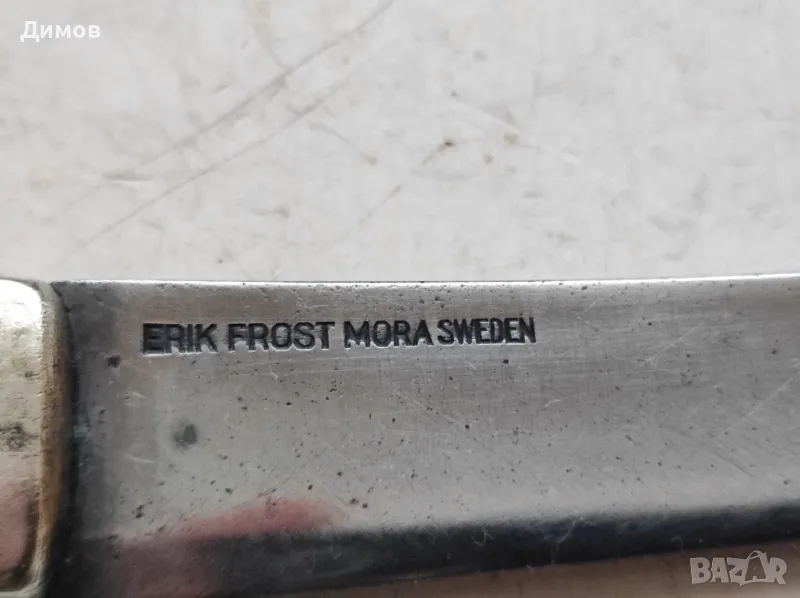 Димов
ERIK FROST MORA SWEDEN
BAZAR